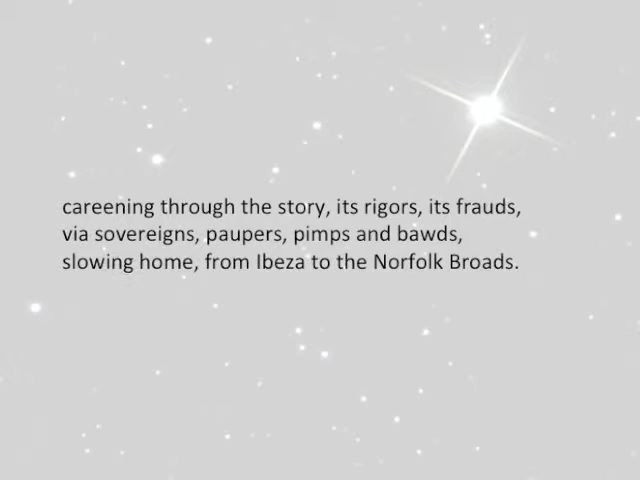 careening through the story, its rigors, its frauds,
via sovereigns, paupers, pimps and bawds,
slowing home, from Ibeza to the Norfolk Broads.